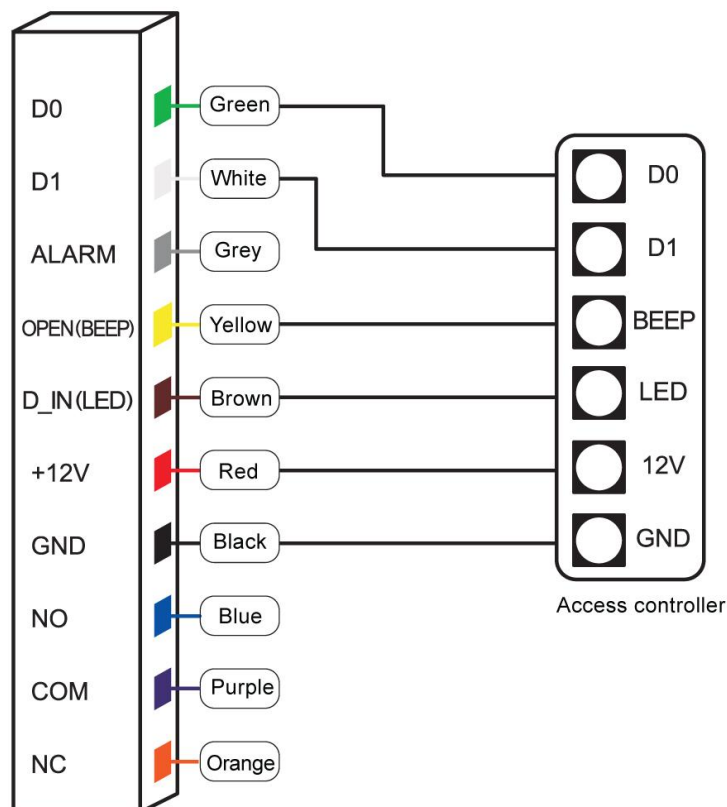 D0 Green
D1 White
ALARM Grey
OPEN(BEEP) Yellow
D_IN(LED) Brown
+12V Red
GND Black
NO Blue
COM Purple
NC Orange
D0
D1
BEEP
LED
12V
GND
Access controller